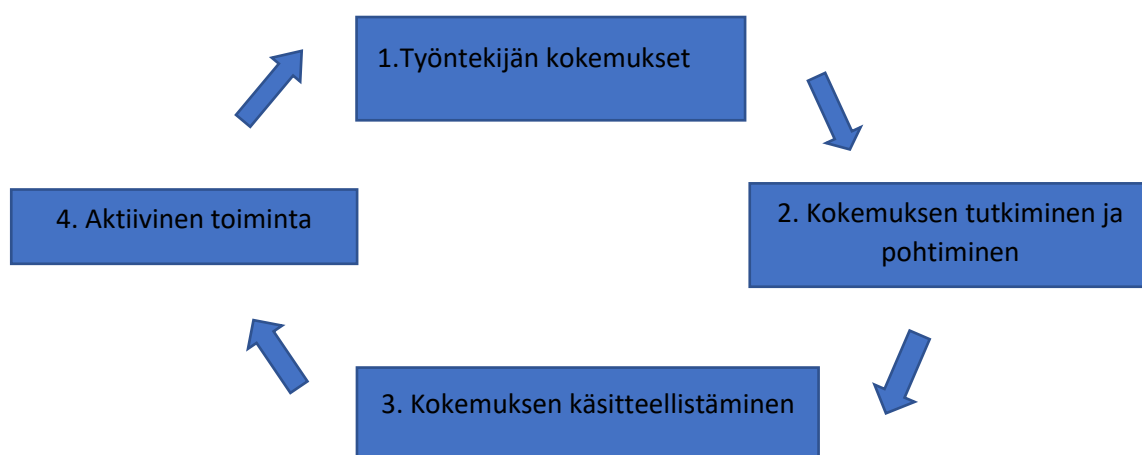 1.Työntekijän kokemukset
2. Kokemuksen tutkiminen ja
pohtiminen
3. Kokemuksen käsitteellistäminen
4. Aktiivinen toiminta